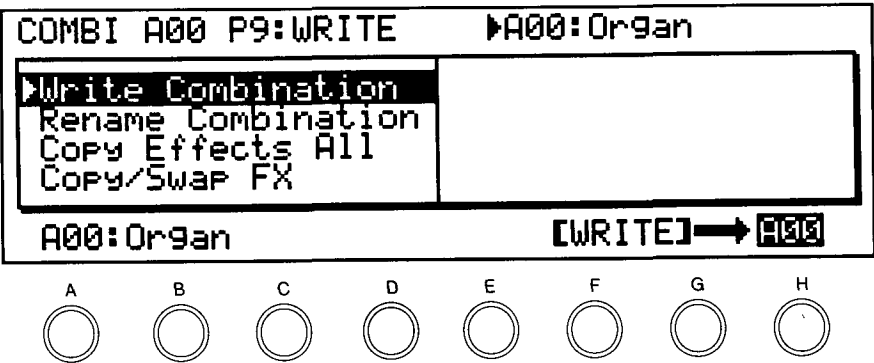 COMBI A00 P9:WRITE ▶A00:Organ
▶Write Combination
Rename Combination
Copy Effects All
Copy/Swap FX
A00:Organ [WRITE]→A00
A B C D E F G H